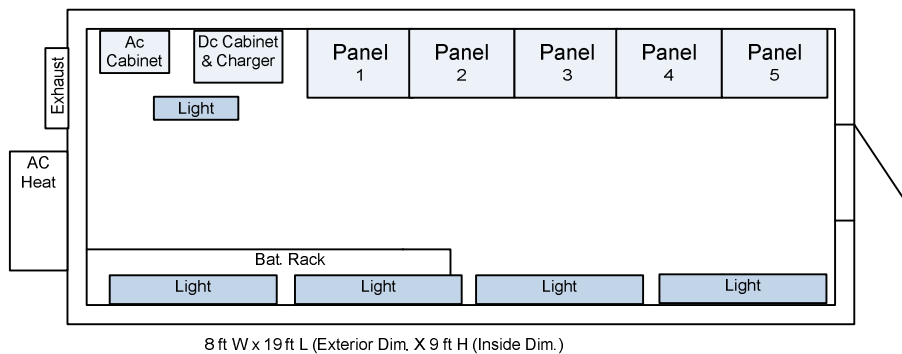 Ac
Cabinet
Dc Cabinet
& Charger
Panel
1
Panel
2
Panel
3
Panel
4
Panel
5
Exhaust
Light
AC
Heat
Bat. Rack
Light
Light
Light
Light
8 ft W x 19 ft L (Exterior Dim. X 9 ft H (Inside Dim.)